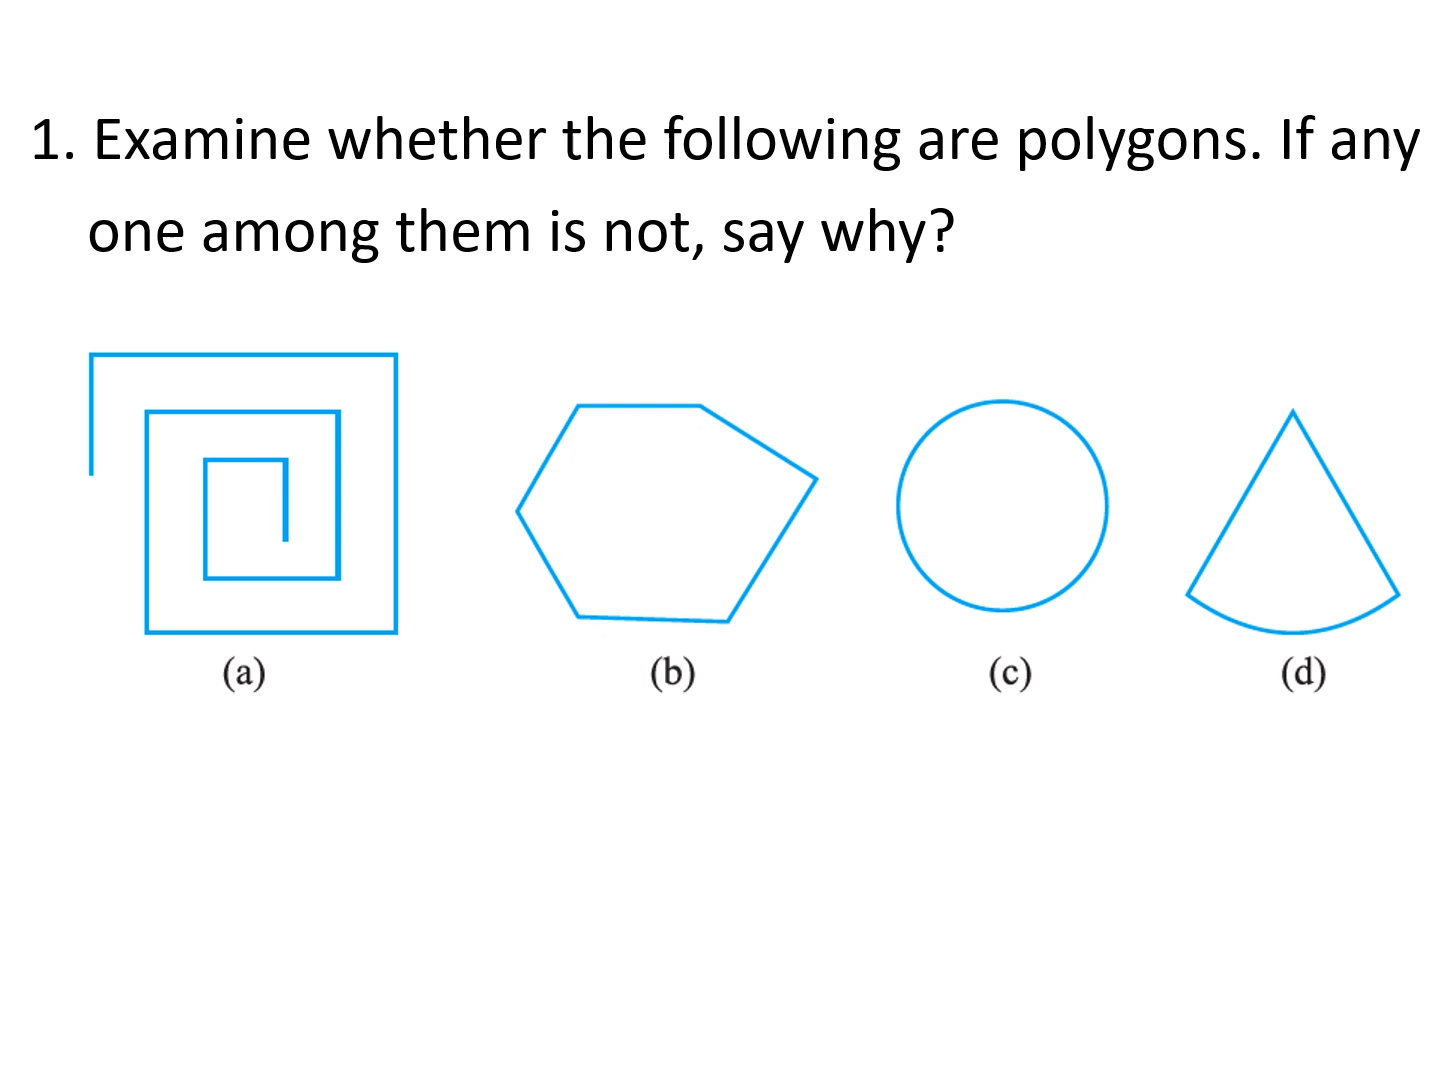 1. Examine whether the following are polygons. If any
one among them is not, say why?
(a) (b) (c) (d)